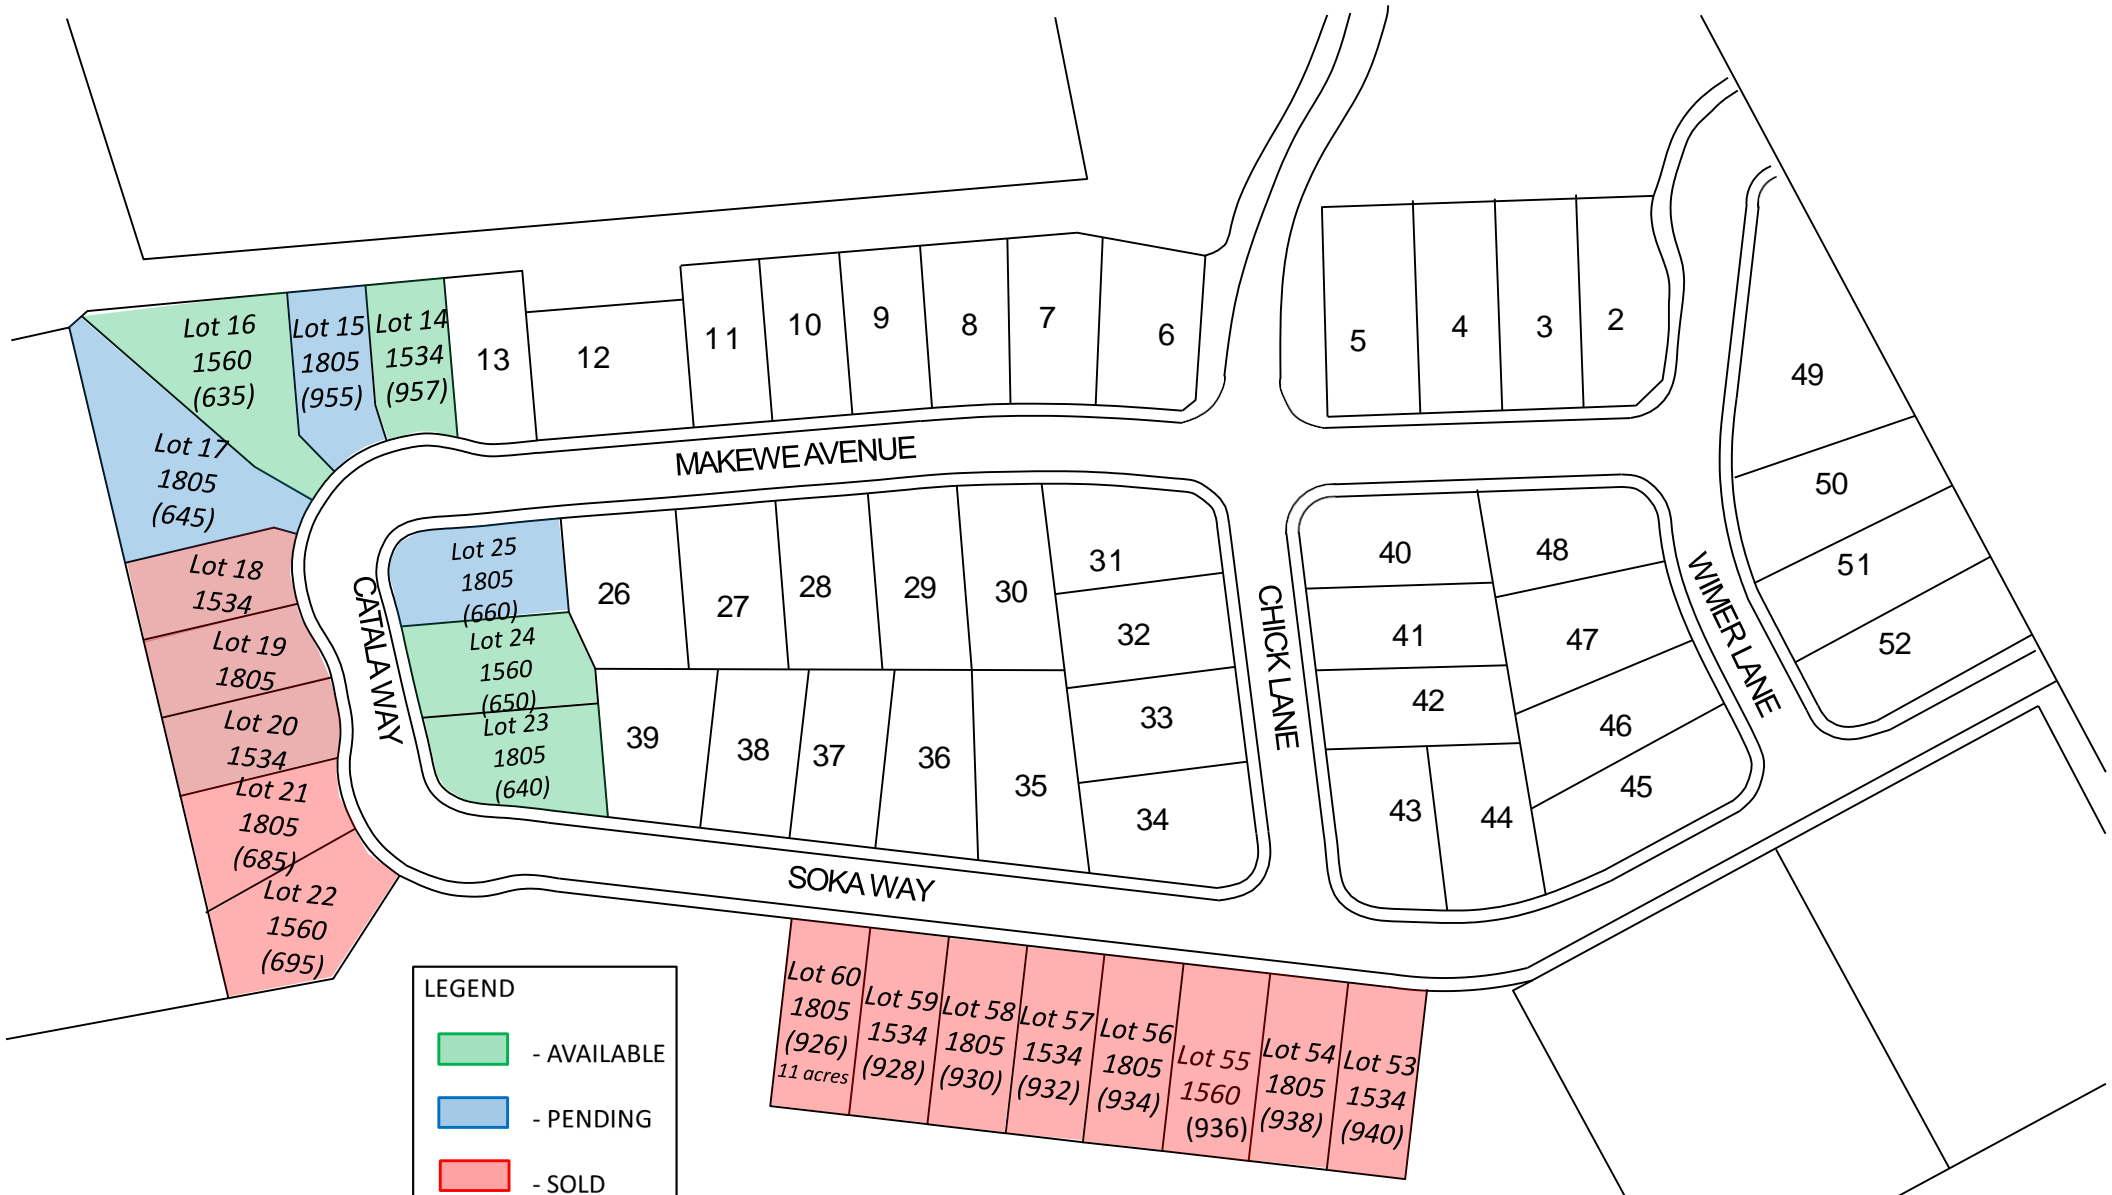 Lot 16
1560
(635)
Lot 15
1805
(955)
Lot 14
1534
(957)
13
12
11
10
9
8
7
6
5
4
3
2
49
50
51
52
Lot 17
1805
(645)
Lot 18
1534
Lot 19
1805
Lot 20
1534
Lot 21
1805
(685)
Lot 22
1560
(695)
MAKEWE AVENUE
CATALA WAY
Lot 25
1805
(660)
Lot 24
1560
(650)
Lot 23
1805
(640)
26
27
28
29
30
31
32
33
34
39
38
37
36
35
CHICK LANE
40
41
42
43
44
48
47
46
45
WIMER LANE
SOKA WAY
Lot 60
1805
(926)
11 acres
Lot 59
1534
(928)
Lot 58
1805
(930)
Lot 57
1534
(932)
Lot 56
1805
(934)
Lot 55
1560
(936)
Lot 54
1805
(938)
Lot 53
1534
(940)
LEGEND
- AVAILABLE
- PENDING
- SOLD